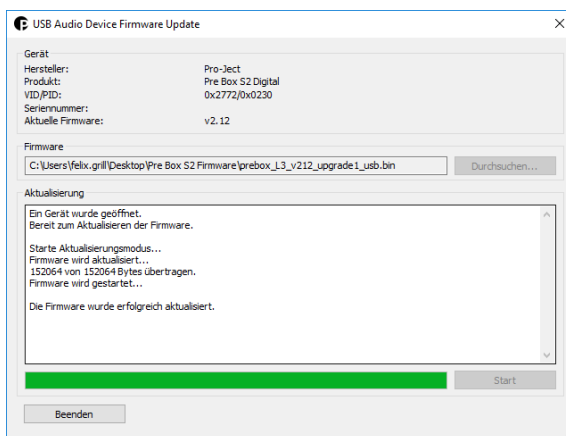 USB Audio Device Firmware Update
Gerät
Hersteller: Pro-Ject
Produkt: Pre Box S2 Digital
VID/PID: 0x2772/0x0230
Seriennummer:
Aktuelle Firmware: v2.12
Firmware
C:\Users\felix.grill\Desktop\Pre Box S2 Firmware\prebox_L3_v212_upgrade1_usb.bin Durchsuchen...
Aktualisierung
Ein Gerät wurde geöffnet.
Bereit zum Aktualisieren der Firmware.
Starte Aktualisierungsmodus...
Firmware wird aktualisiert...
152064 von 152064 Bytes übertragen.
Firmware wird gestartet...
Die Firmware wurde erfolgreich aktualisiert.
Start
Beenden